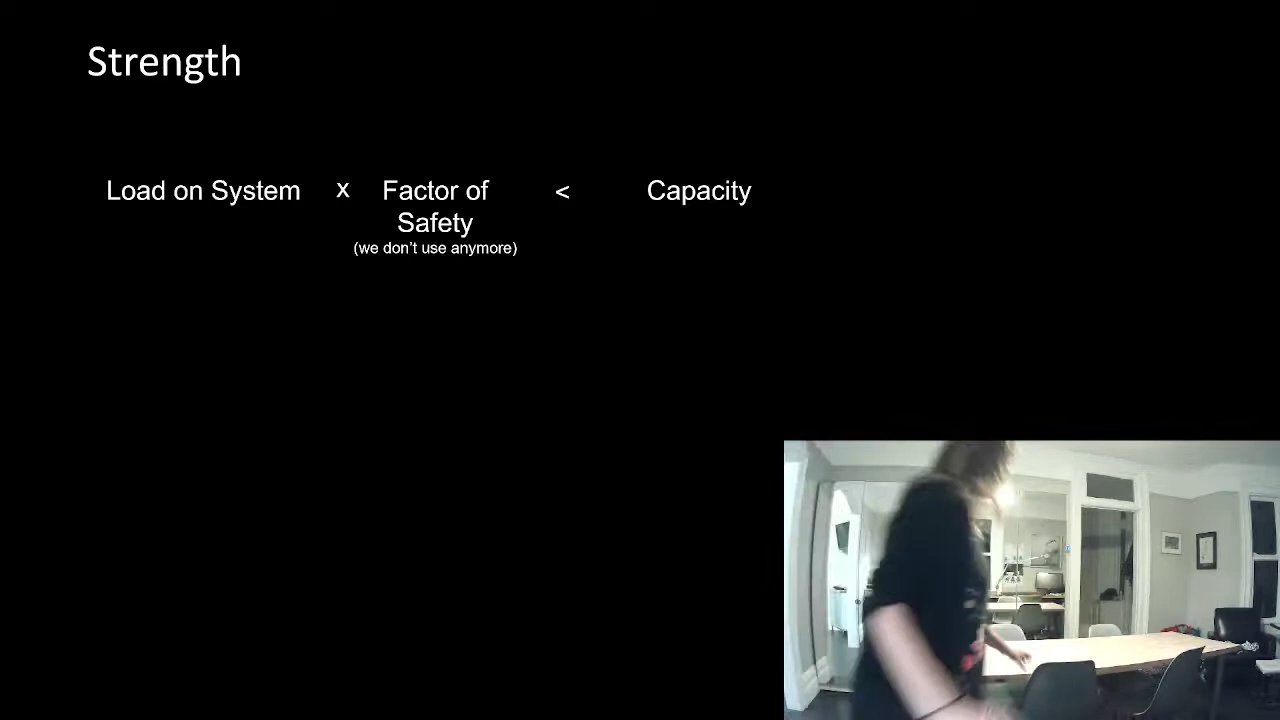 Strength
Load on System x Factor of < Capacity
Safety
(we don't use anymore)